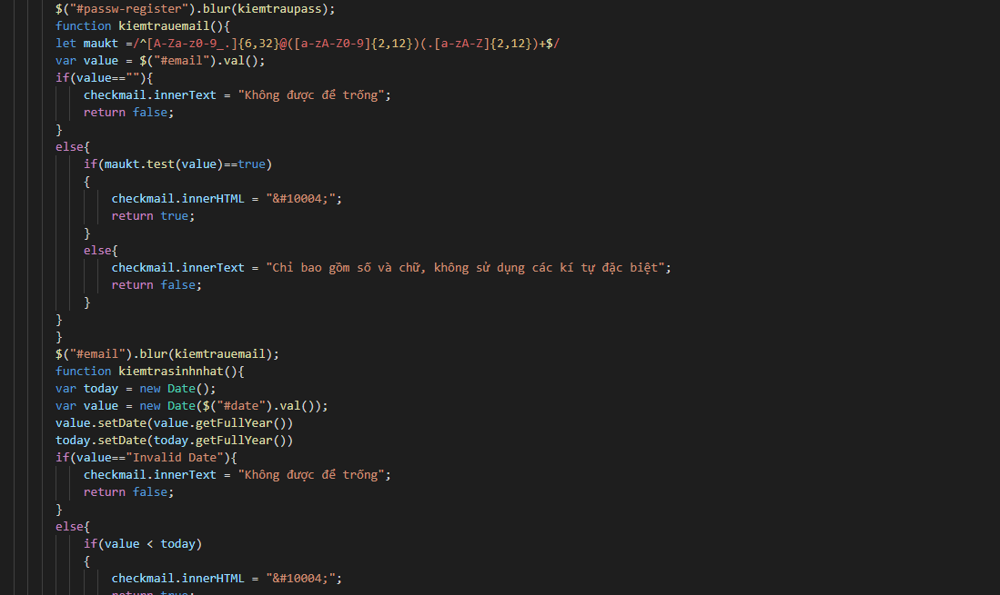 $("#passw-register").blur(kiemtraupass);
function kiemtrauemail(){
let maukt =/^[A-Za-z0-9_.]{6,32}@([a-zA-Z0-9]{2,12})(.[a-zA-Z]{2,12})+$/
var value = $("#email").val();
if(value==""){
checkmail.innerText = "Không được để trống";
return false;
}
else{
if(maukt.test(value)==true)
{
checkmail.innerHTML = "&#10004;";
return true;
}
else{
checkmail.innerText = "Chỉ bao gồm số và chữ, không sử dụng các kí tự đặc biệt";
return false;
}
}
}
$("#email").blur(kiemtrauemail);
function kiemtrasinhnhat(){
var today = new Date();
var value = new Date($("#date").val());
value.setDate(value.getFullYear())
today.setDate(today.getFullYear())
if(value=="Invalid Date"){
checkmail.innerText = "Không được để trống";
return false;
}
else{
if(value < today)
{
checkmail.innerHTML = "&#10004;";
return true;